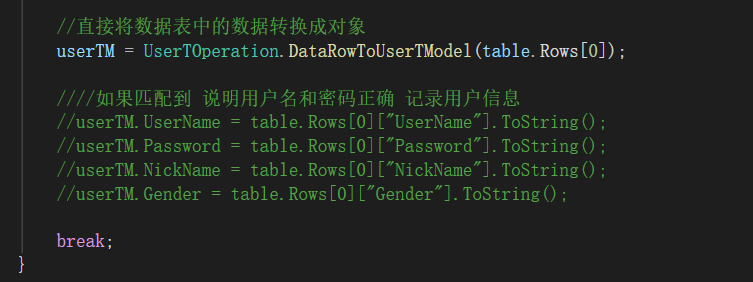 //直接将数据表中的数据转换成对象
userTM = UserTOperation.DataRowToUserTModel(table.Rows[0]);
////如果匹配到 说明用户名和密码正确 记录用户信息
//userTM.UserName = table.Rows[0]["UserName"].ToString();
//userTM.Password = table.Rows[0]["Password"].ToString();
//userTM.NickName = table.Rows[0]["NickName"].ToString();
//userTM.Gender = table.Rows[0]["Gender"].ToString();
break;
}